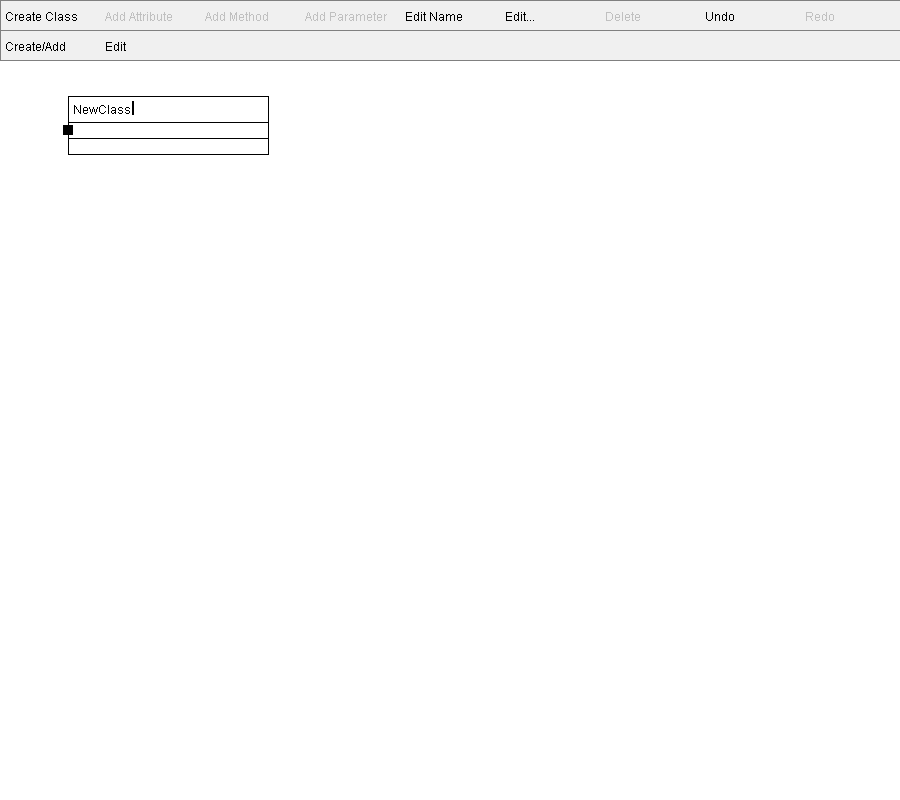 Create Class Add Attribute Add Method Add Parameter Edit Name Edit... Delete Undo Redo
Create/Add Edit
NewClass